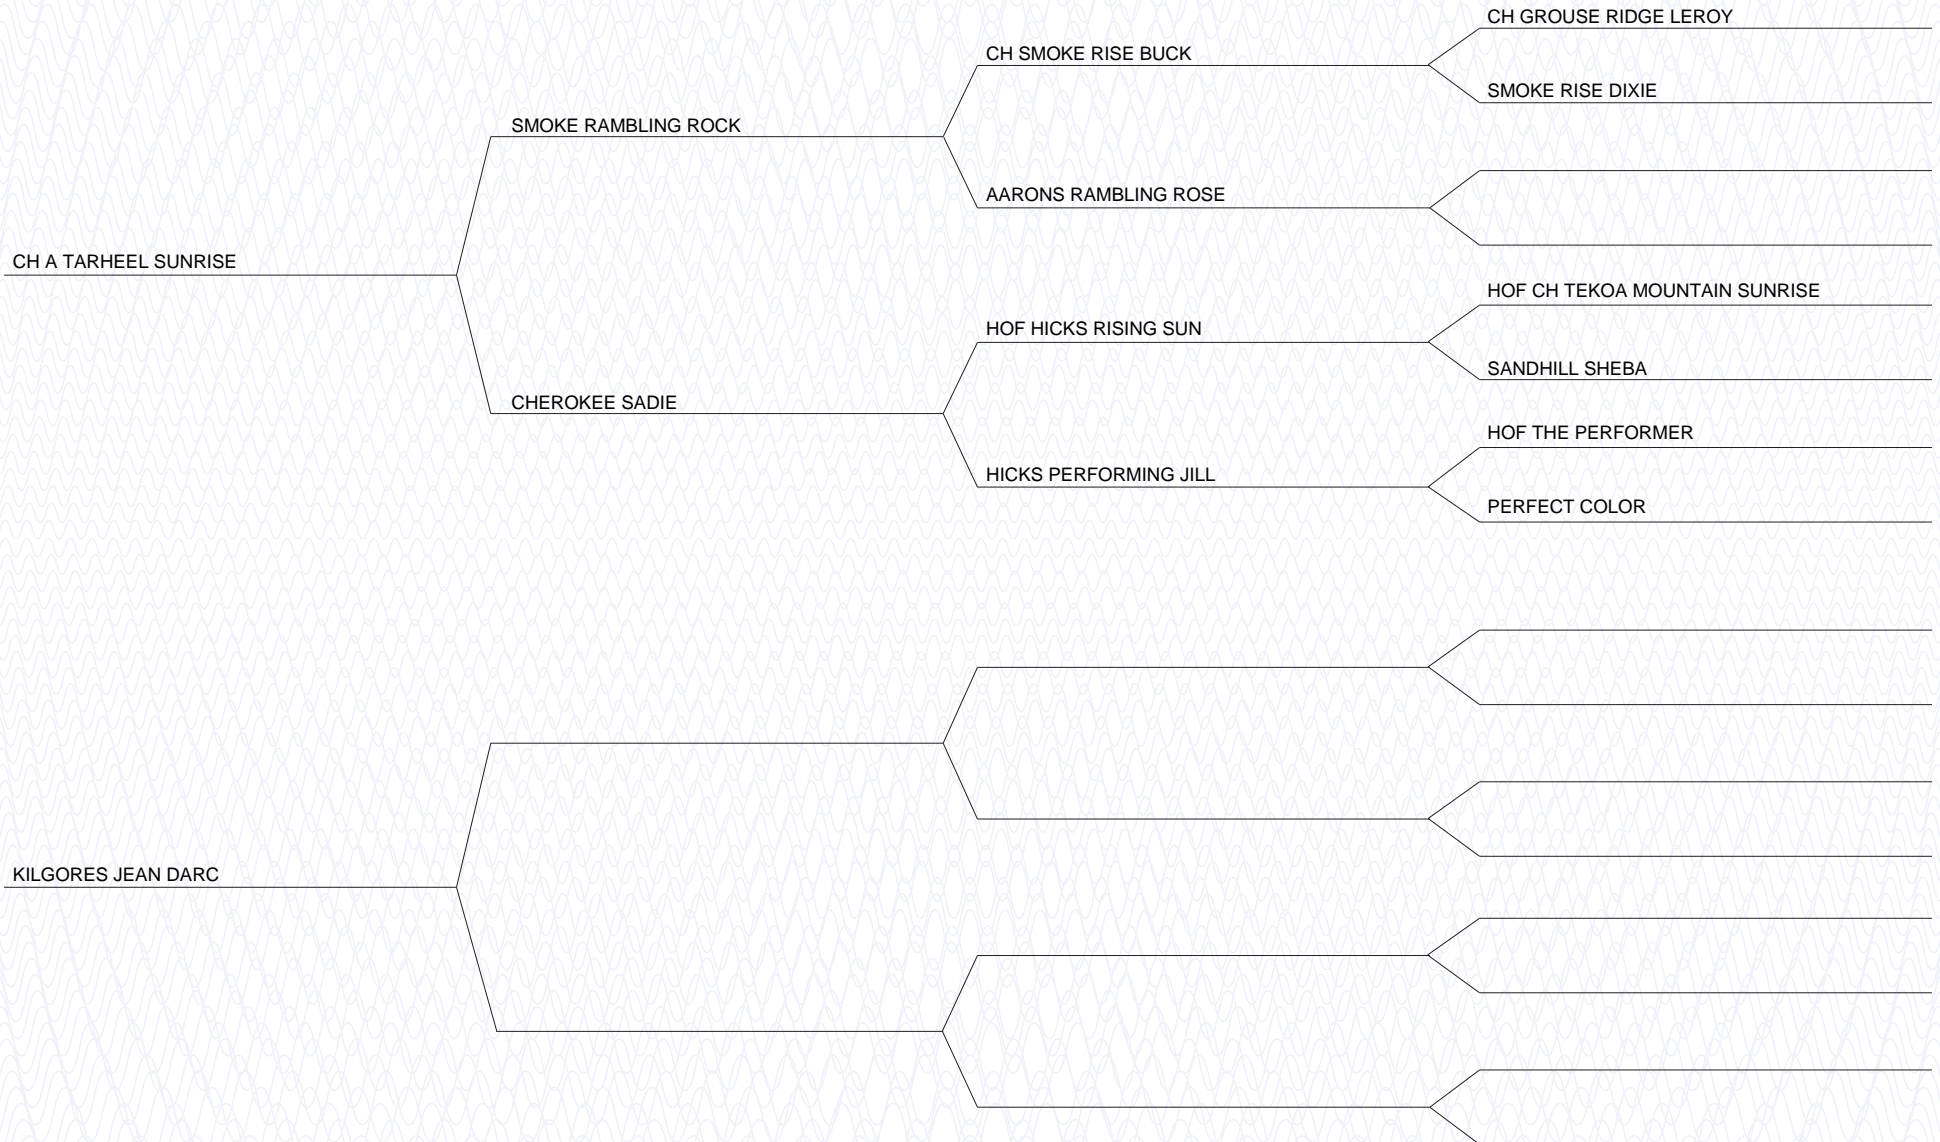 CH GROUSE RIDGE LEROY
CH SMOKE RISE BUCK
SMOKE RISE DIXIE
SMOKE RAMBLING ROCK
AARONS RAMBLING ROSE
CH A TARHEEL SUNRISE
HOF CH TEKOA MOUNTAIN SUNRISE
HOF HICKS RISING SUN
SANDHILL SHEBA
CHEROKEE SADIE
HOF THE PERFORMER
HICKS PERFORMING JILL
PERFECT COLOR
KILGORES JEAN DARC